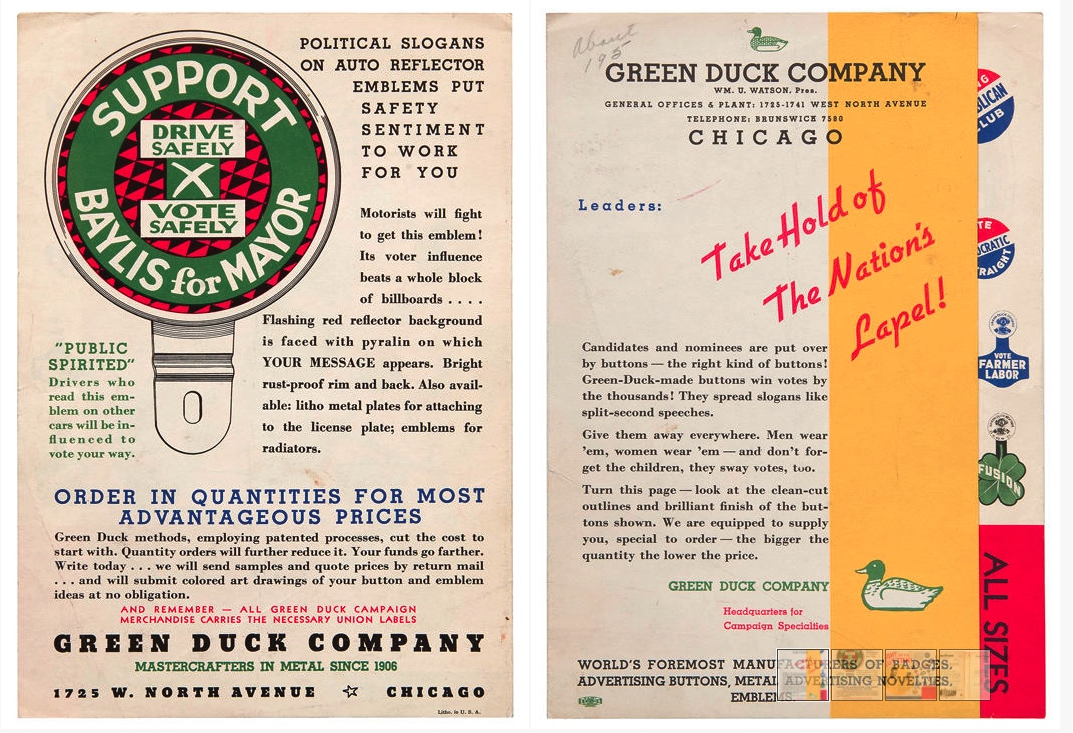 SUPPORT
DRIVE
SAFELY
X
VOTE
SAFELY
BAYLIS for MAYOR
POLITICAL SLOGANS
ON AUTO REFLECTOR
EMBLEMS PUT
SAFETY
SENTIMENT
TO WORK
FOR YOU
Motorists will fight
to get this emblem!
Its voter influence
beats a whole block
of billboards . . . .
Flashing red reflector background
is faced with pyralin on which
YOUR MESSAGE appears. Bright
rust-proof rim and back. Also avail-
able: litho metal plates for attaching
to the license plate; emblems for
radiators.
"PUBLIC
SPIRITED"
Drivers who
read this em-
blem on other
cars will be in-
fluenced to
vote your way.
ORDER IN QUANTITIES FOR MOST
ADVANTAGEOUS PRICES
Green Duck methods, employing patented processes, cut the cost to
start with. Quantity orders will further reduce it. Your funds go farther.
Write today . . . we will send samples and quote prices by return mail
. . . and will submit colored art drawings of your button and emblem
ideas at no obligation.
AND REMEMBER — ALL GREEN DUCK CAMPAIGN
MERCHANDISE CARRIES THE NECESSARY UNION LABELS
GREEN DUCK COMPANY
MASTERCRAFTERS IN METAL SINCE 1906
1725 W. NORTH AVENUE CHICAGO
Litho. in U. S. A.
About
195
GREEN DUCK COMPANY
WM. U. WATSON, Pres.
GENERAL OFFICES & PLANT: 1725-1741 WEST NORTH AVENUE
TELEPHONE: BRUNSWICK 7580
CHICAGO
Leaders:
Take Hold of
The Nation's
Lapel!
Candidates and nominees are put over
by buttons — the right kind of buttons!
Green-Duck-made buttons win votes by
the thousands! They spread slogans like
split-second speeches.
Give them away everywhere. Men wear
'em, women wear 'em — and don't for-
get the children, they sway votes, too.
Turn this page — look at the clean-cut
outlines and brilliant finish of the but-
tons shown. We are equipped to supply
you, special to order — the bigger the
quantity the lower the price.
GREEN DUCK COMPANY
Headquarters for
Campaign Specialties
WORLD'S FOREMOST MANUFACTURERS OF BADGES,
ADVERTISING BUTTONS, METAL ADVERTISING NOVELTIES,
EMBLEMS.
G
BLICAN
CLUB
TE
CRATIC
RAIGHT
VOTE
FARMER
LABOR
FUSION
ALL SIZES